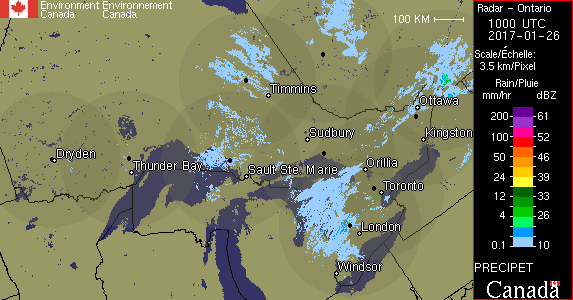 Environment Environnement
Canada Canada
100 KM
Timmins
Ottawa
Sudbury
Kingston
Dryden
Thunder Bay
Sault Ste. Marie
Orillia
Toronto
London
Windsor
Radar - Ontario
1000 UTC
2017-01-26
Scale/Échelle:
3.5 km/Pixel
Rain/Pluie
mm/hr dBZ
200 61
100 52
50 46
24 39
12 33
4 26
0.1 10
PRECIPET
Canada